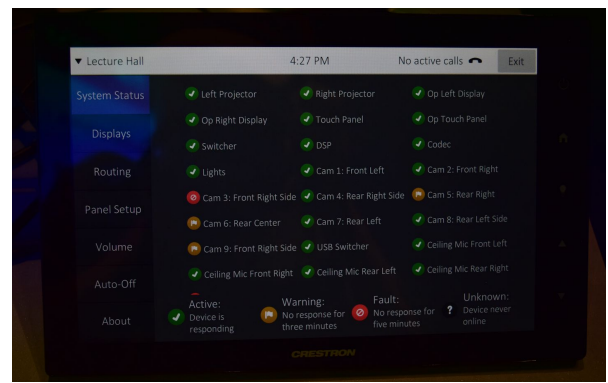 ▼ Lecture Hall 4:27 PM No active calls Exit
System Status
Displays
Routing
Panel Setup
Volume
Auto-Off
About
Left Projector Right Projector Op Left Display
Op Right Display Touch Panel Op Touch Panel
Switcher DSP Codec
Lights Cam 1: Front Left Cam 2: Front Right
Cam 3: Front Right Side Cam 4: Rear Right Side Cam 5: Rear Right
Cam 6: Rear Center Cam 7: Rear Left Cam 8: Rear Left Side
Cam 9: Front Right Side USB Switcher Ceiling Mic Front Left
Ceiling Mic Front Right Ceiling Mic Rear Left Ceiling Mic Rear Right
Active:
Device is
responding
Warning:
No response for
three minutes
Fault:
No response for
five minutes
? Unknown:
Device never
online
CRESTRON